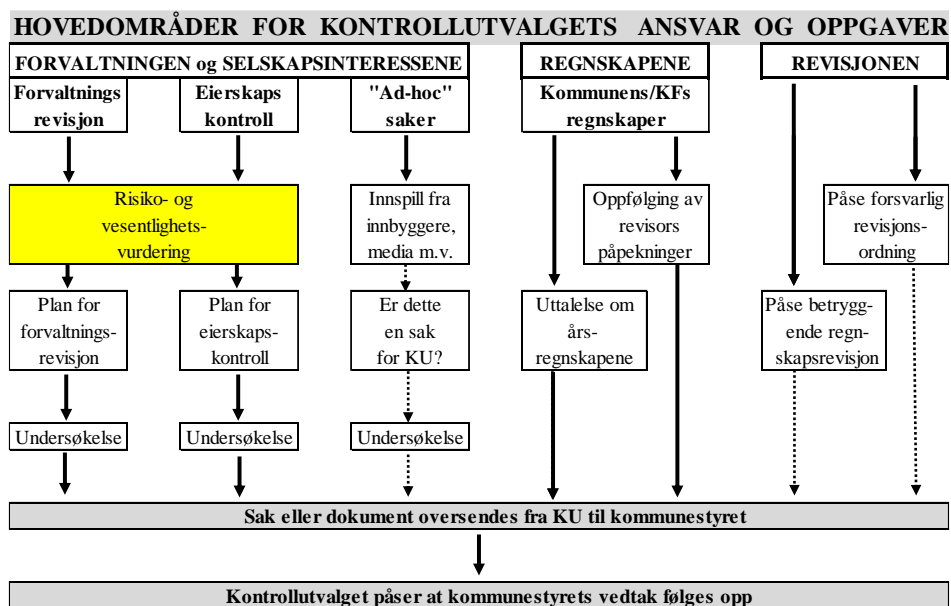 HOVEDOMRÅDER FOR KONTROLLUTVALGETS ANSVAR OG OPPGAVER
FORVALTNINGEN og SELSKAPSINTERESSENE
REGNSKAPENE
REVISJONEN
Forvaltnings
revisjon
Eierskaps
kontroll
"Ad-hoc"
saker
Kommunens/KFs
regnskaper
Risiko- og
vesentlighets-
vurdering
Innspill fra
innbyggere,
media m.v.
Oppfølging av
revisors
påpekninger
Påse forsvarlig
revisjons-
ordning
Plan for
forvaltnings-
revisjon
Plan for
eierskaps-
kontroll
Er dette
en sak
for KU?
Uttalelse om
års-
regnskapene
Påse betrygg-
ende regn-
skapsrevisjon
Undersøkelse
Undersøkelse
Undersøkelse
Sak eller dokument oversendes fra KU til kommunestyret
Kontrollutvalget påser at kommunestyrets vedtak følges opp